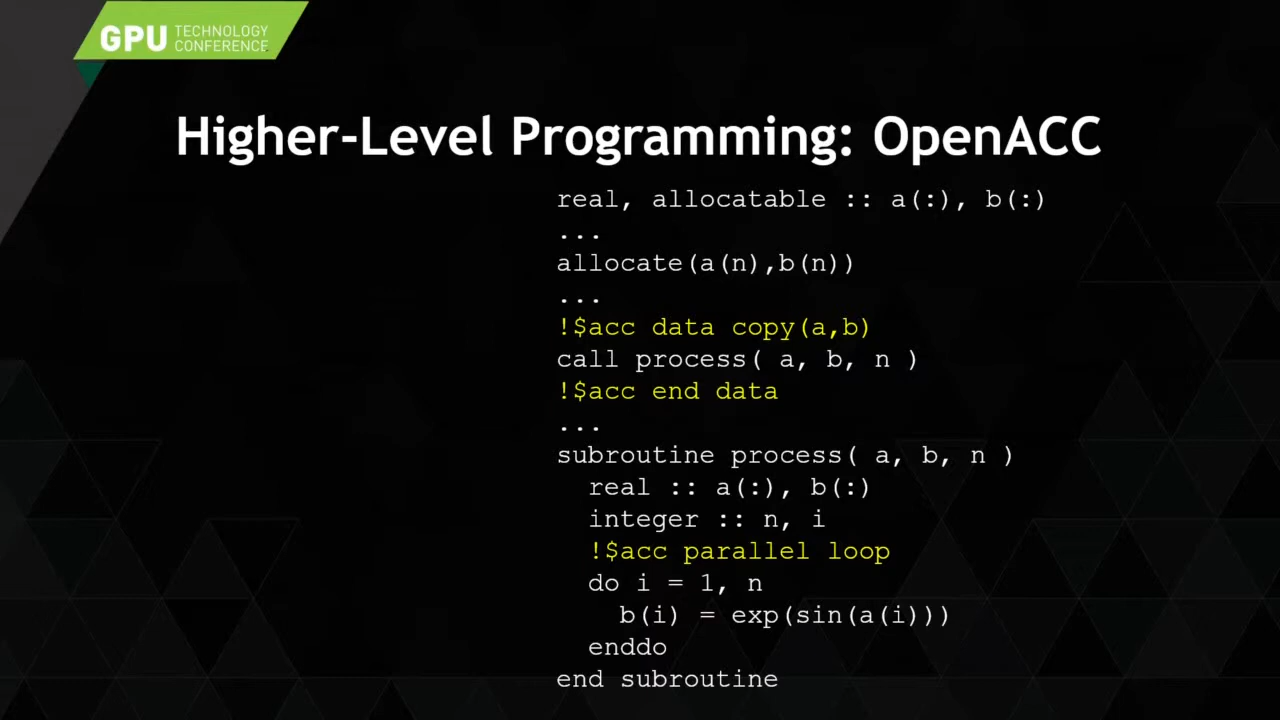 GPU TECHNOLOGY
CONFERENCE
Higher-Level Programming: OpenACC
real, allocatable :: a(:), b(:)
...
allocate(a(n),b(n))
...
!$acc data copy(a,b)
call process( a, b, n )
!$acc end data
...
subroutine process( a, b, n )
  real :: a(:), b(:)
  integer :: n, i
  !$acc parallel loop
  do i = 1, n
    b(i) = exp(sin(a(i)))
  enddo
end subroutine